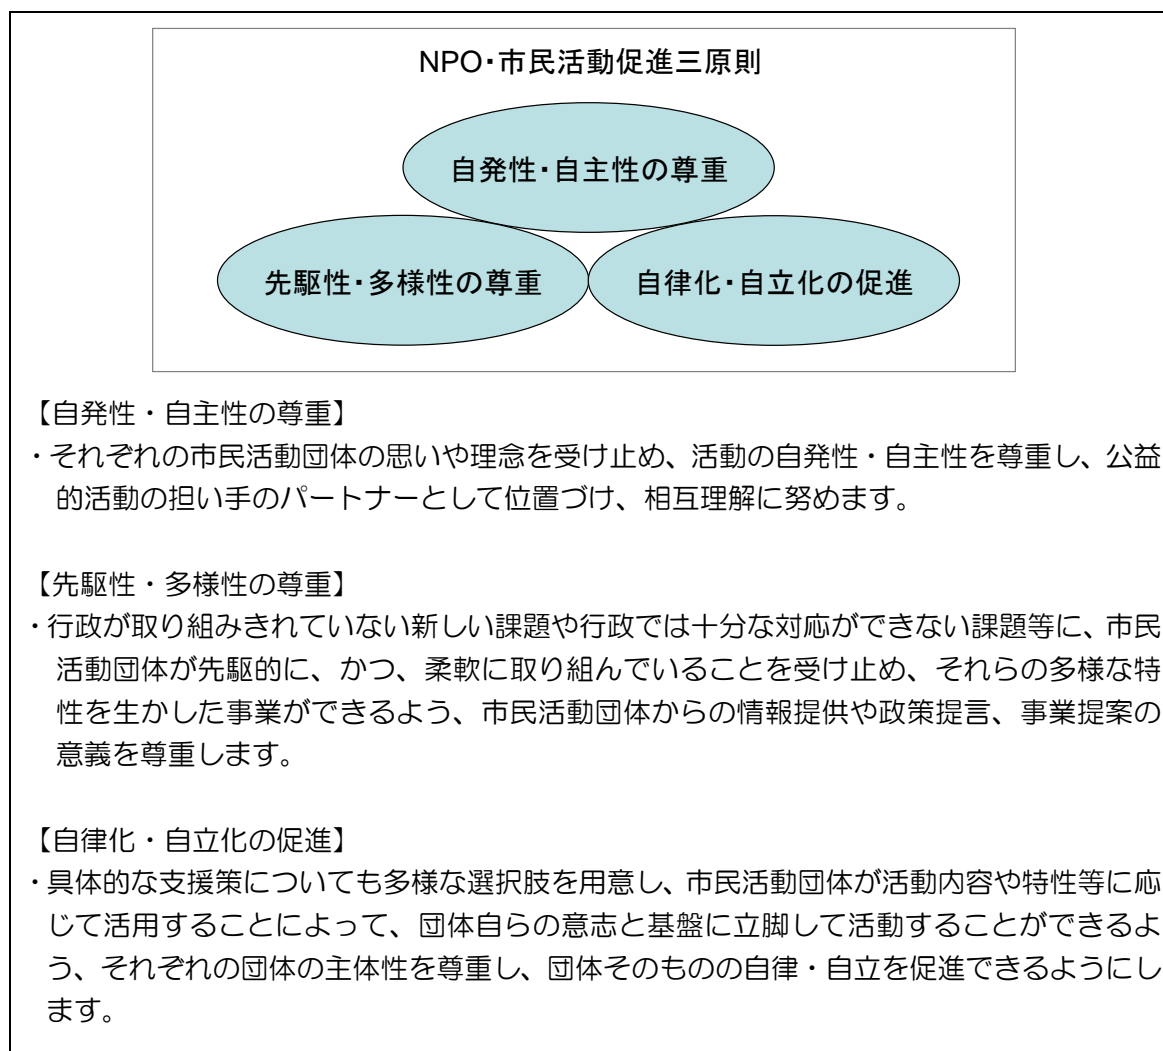 NPO・市民活動促進三原則
自発性・自主性の尊重
先駆性・多様性の尊重
自律化・自立化の促進
【自発性・自主性の尊重】
・それぞれの市民活動団体の思いや理念を受け止め、活動の自発性・自主性を尊重し、公益
的活動の担い手のパートナーとして位置づけ、相互理解に努めます。
【先駆性・多様性の尊重】
・行政が取り組みきれていない新しい課題や行政では十分な対応ができない課題等に、市民
活動団体が先駆的に、かつ、柔軟に取り組んでいることを受け止め、それらの多様な特
性を生かした事業ができるよう、市民活動団体からの情報提供や政策提言、事業提案の
意義を尊重します。
【自律化・自立化の促進】
・具体的な支援策についても多様な選択肢を用意し、市民活動団体が活動内容や特性等に応
じて活用することによって、団体自らの意志と基盤に立脚して活動することができるよ
う、それぞれの団体の主体性を尊重し、団体そのものの自律・自立を促進できるようにし
ます。